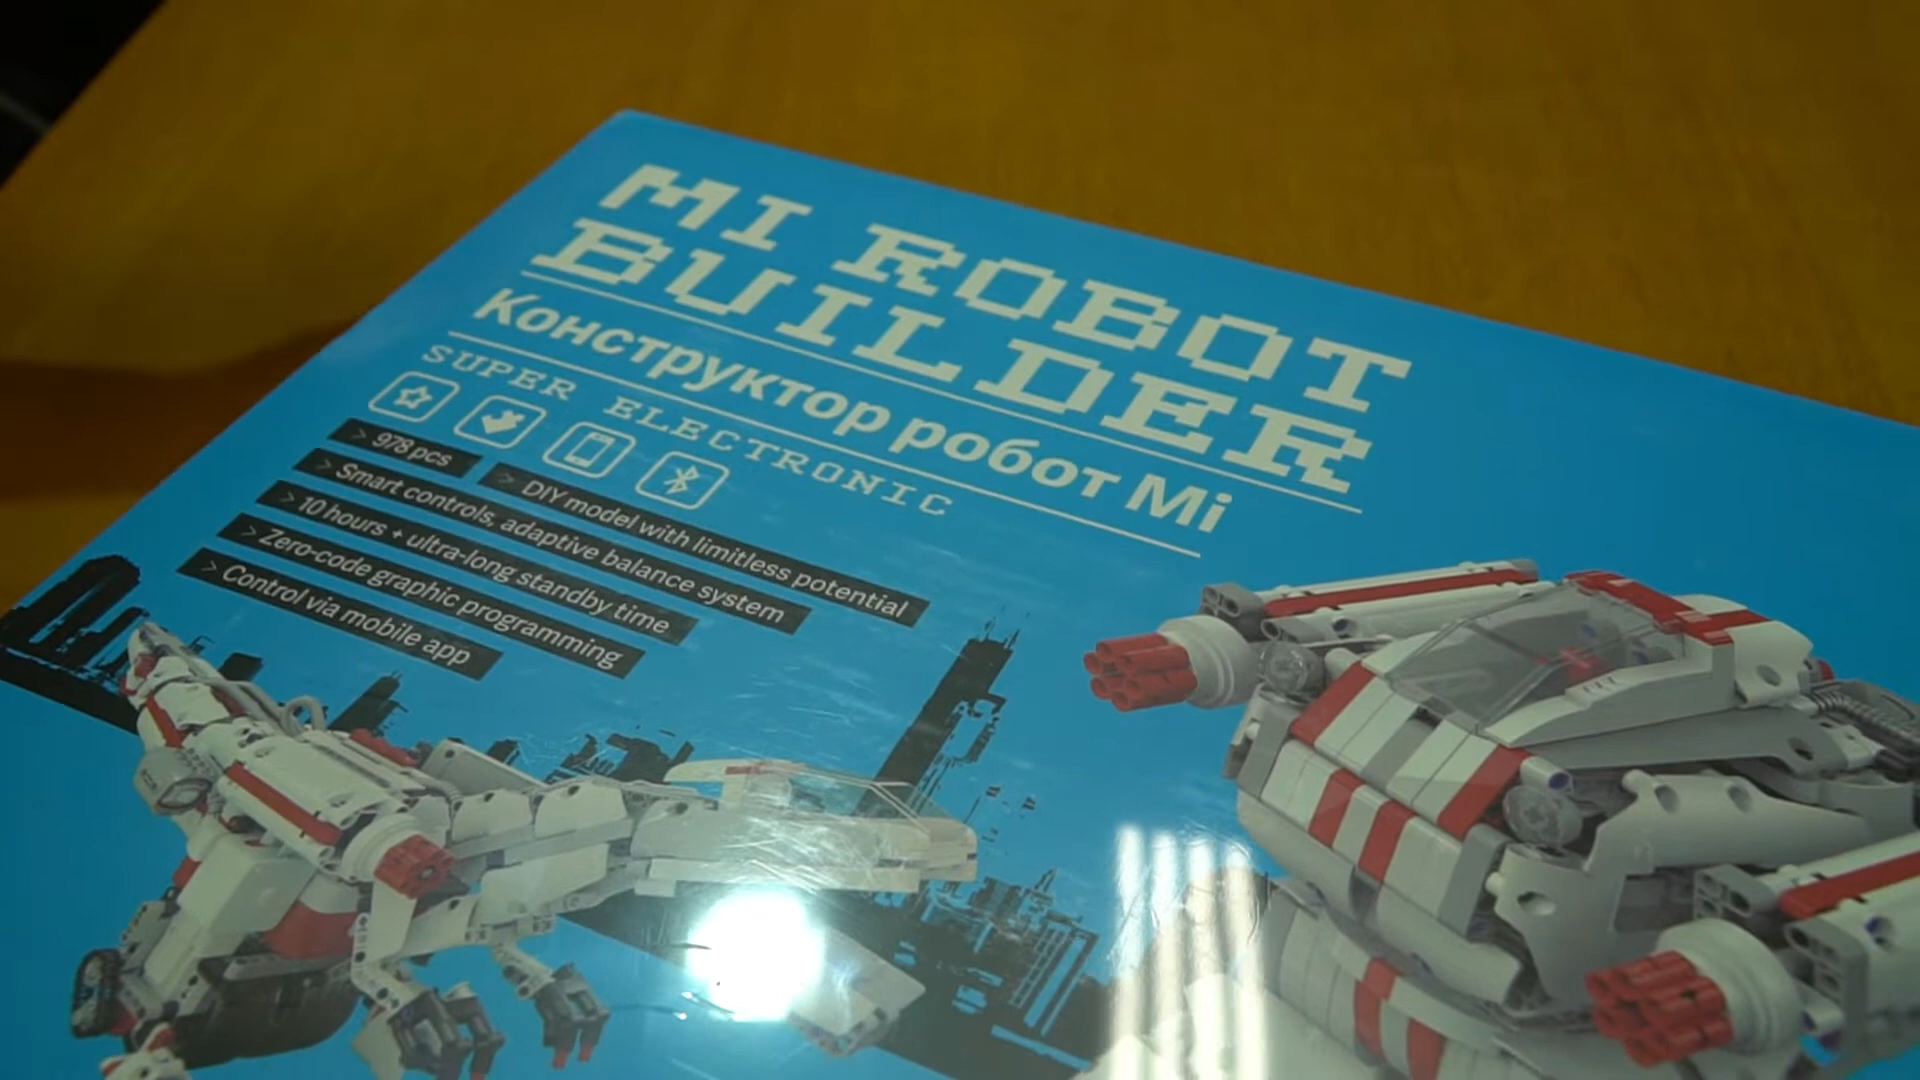 MI ROBOT
BUILDER
Конструктор робот Mi
SUPER ELECTRONIC
> 978 pcs
> DIY model with limitless potential
> Smart controls, adaptive balance system
> 10 hours + ultra-long standby time
> Zero-code graphic programming
> Control via mobile app